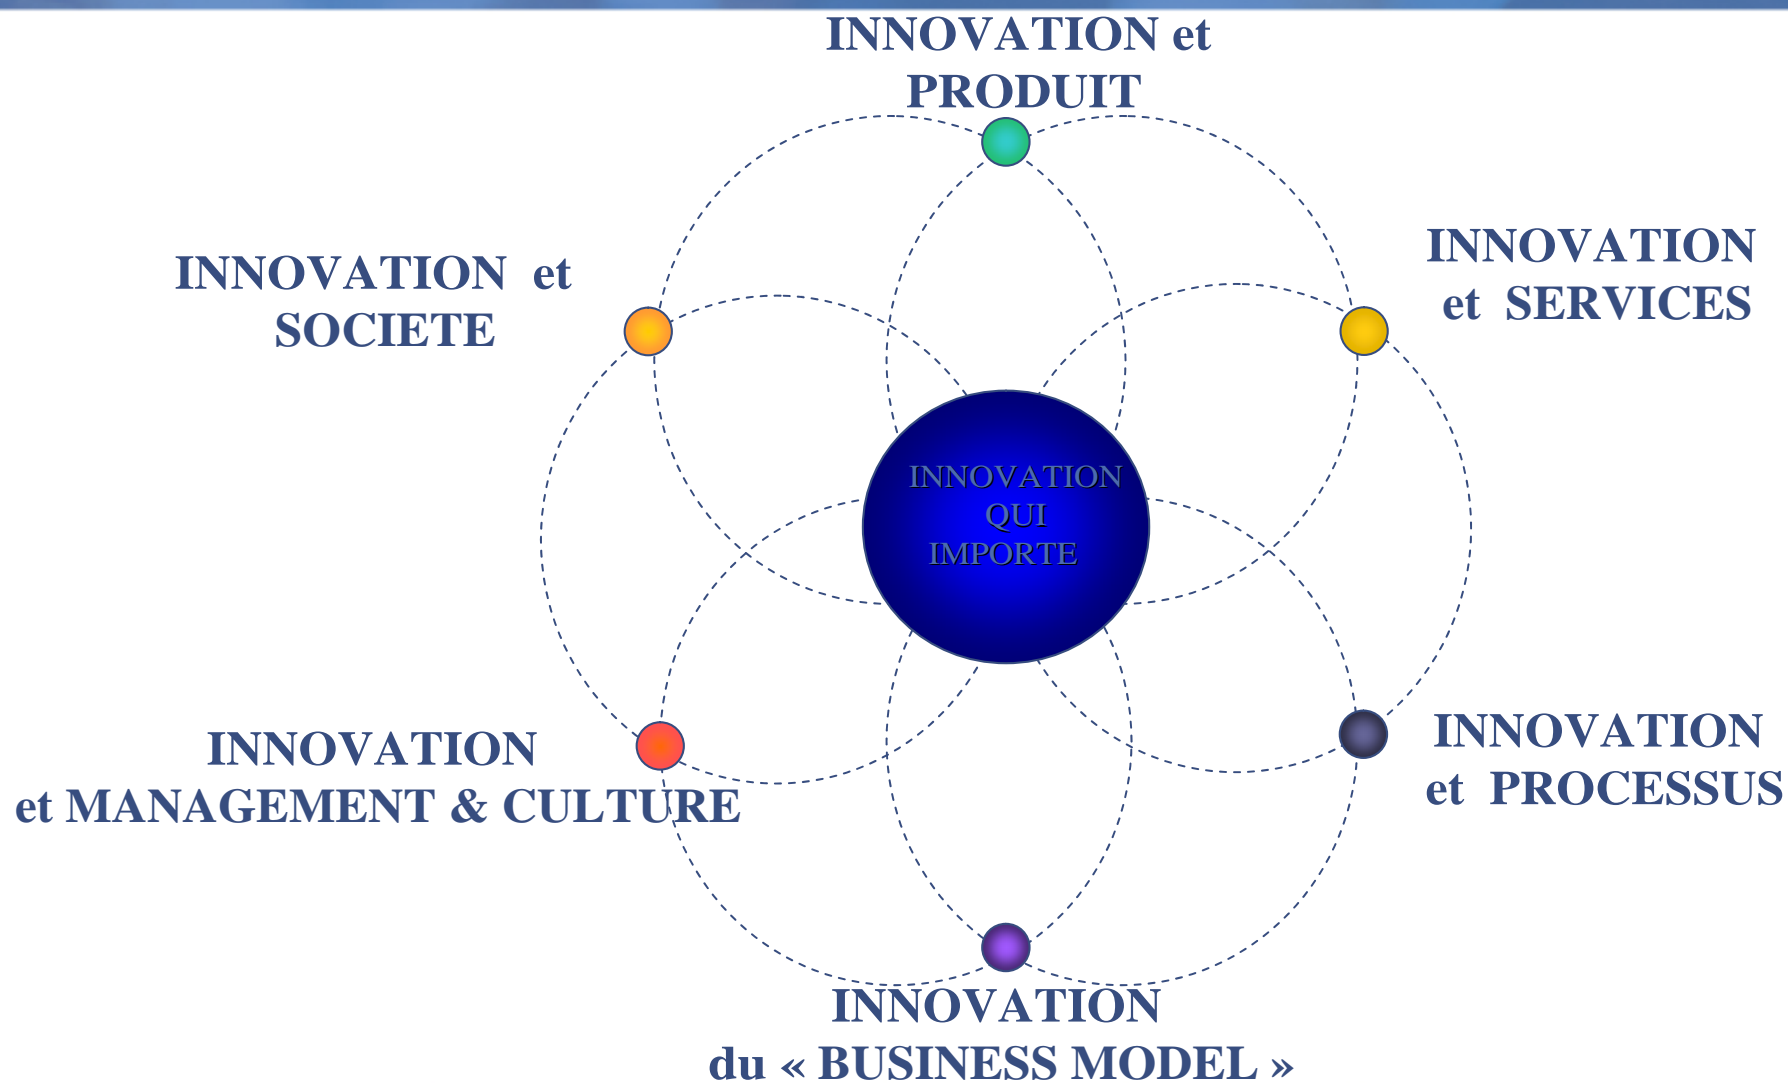 INNOVATION et
PRODUIT
INNOVATION et
SOCIETE
INNOVATION
et SERVICES
INNOVATION
QUI
IMPORTE
INNOVATION
et MANAGEMENT & CULTURE
INNOVATION
et PROCESSUS
INNOVATION
du « BUSINESS MODEL »